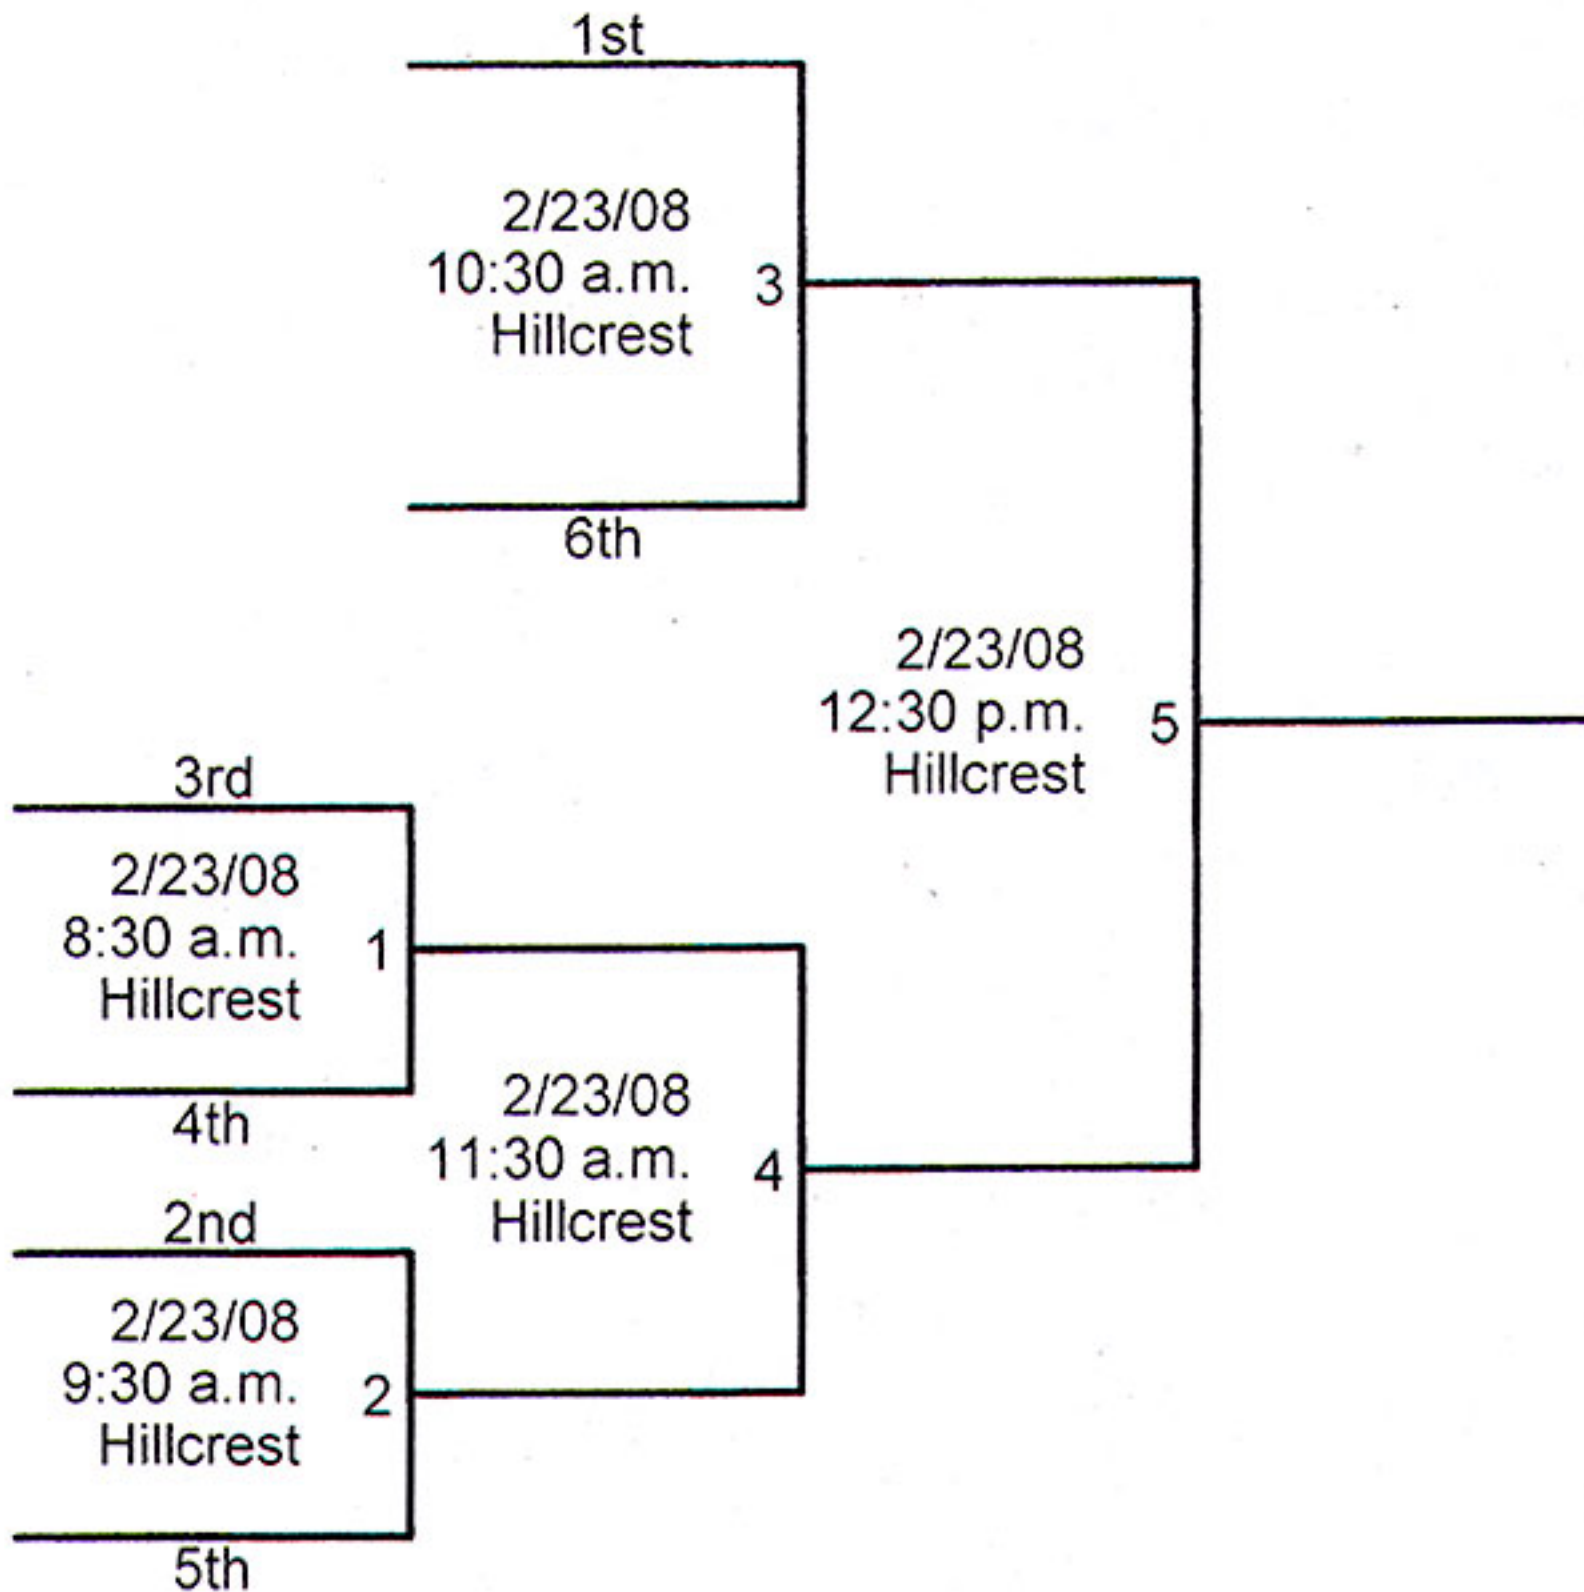 1st
2/23/08
10:30 a.m.
Hillcrest
3
6th
2/23/08
12:30 p.m.
Hillcrest
5
3rd
2/23/08
8:30 a.m.
Hillcrest
1
4th
2/23/08
11:30 a.m.
Hillcrest
4
2nd
2/23/08
9:30 a.m.
Hillcrest
2
5th